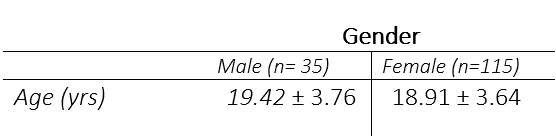 Gender
Male (n= 35) Female (n=115)
Age (yrs) 19.42 ± 3.76 18.91 ± 3.64